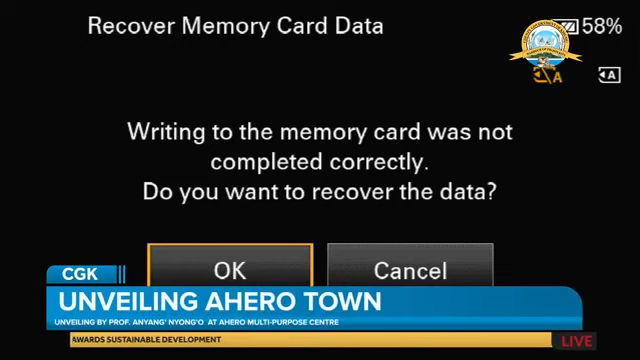 Recover Memory Card Data
58%
A
A
Writing to the memory card was not
completed correctly.
Do you want to recover the data?
OK
Cancel
CGK
UNVEILING AHERO TOWN
UNVEILING BY PROF. ANYANG' NYONG'O AT AHERO MULTI-PURPOSE CENTRE
AWARDS SUSTAINABLE DEVELOPMENT
LIVE